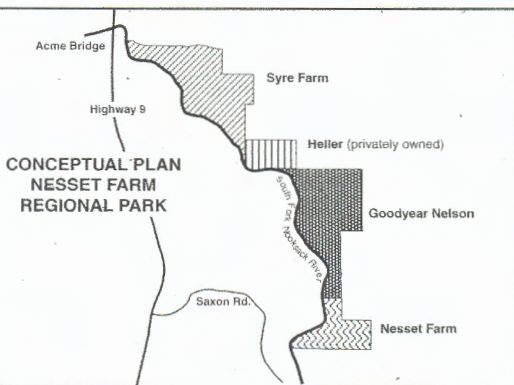 Acme Bridge
Syre Farm
Highway 9
Heller (privately owned)
CONCEPTUAL PLAN
NESSET FARM
REGIONAL PARK
South Fork Nooksack River
Goodyear Nelson
Saxon Rd.
Nesset Farm